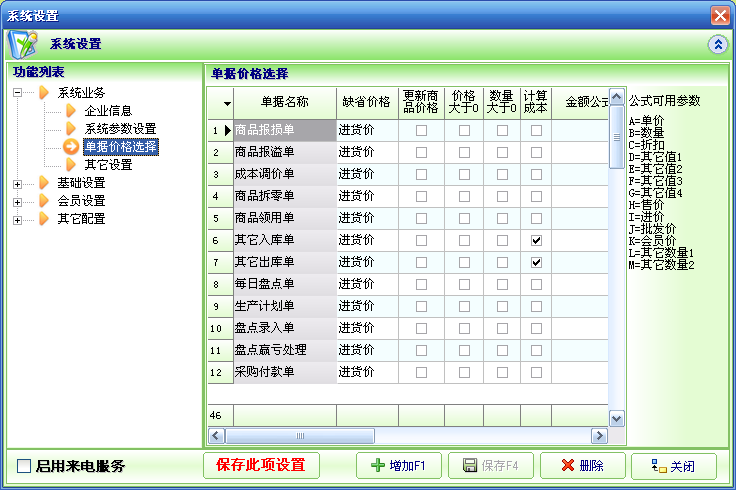 系统设置
系统设置
功能列表
系统业务
企业信息
系统参数设置
单据价格选择
其它设置
基础设置
会员设置
其它配置
单据价格选择
单据名称 缺省价格 更新商品价格 价格大于0 数量大于0 计算成本 金额公式
1 商品报损单 进货价
2 商品报溢单 进货价
3 成本调价单 进货价
4 商品拆零单 进货价
5 商品领用单 进货价
6 其它入库单 进货价
7 其它出库单 进货价
8 每日盘点单 进货价
9 生产计划单 进货价
10 盘点录入单 进货价
11 盘点赢亏处理 进货价
12 采购付款单 进货价
46
公式可用参数
A=单价
B=数量
C=折扣
D=其它值1
E=其它值2
F=其它值3
G=其它值4
H=售价
I=进价
J=批发价
K=会员价
L=其它数量1
M=其它数量2
启用来电服务
保存此项设置
增加F1
保存F4
删除
关闭